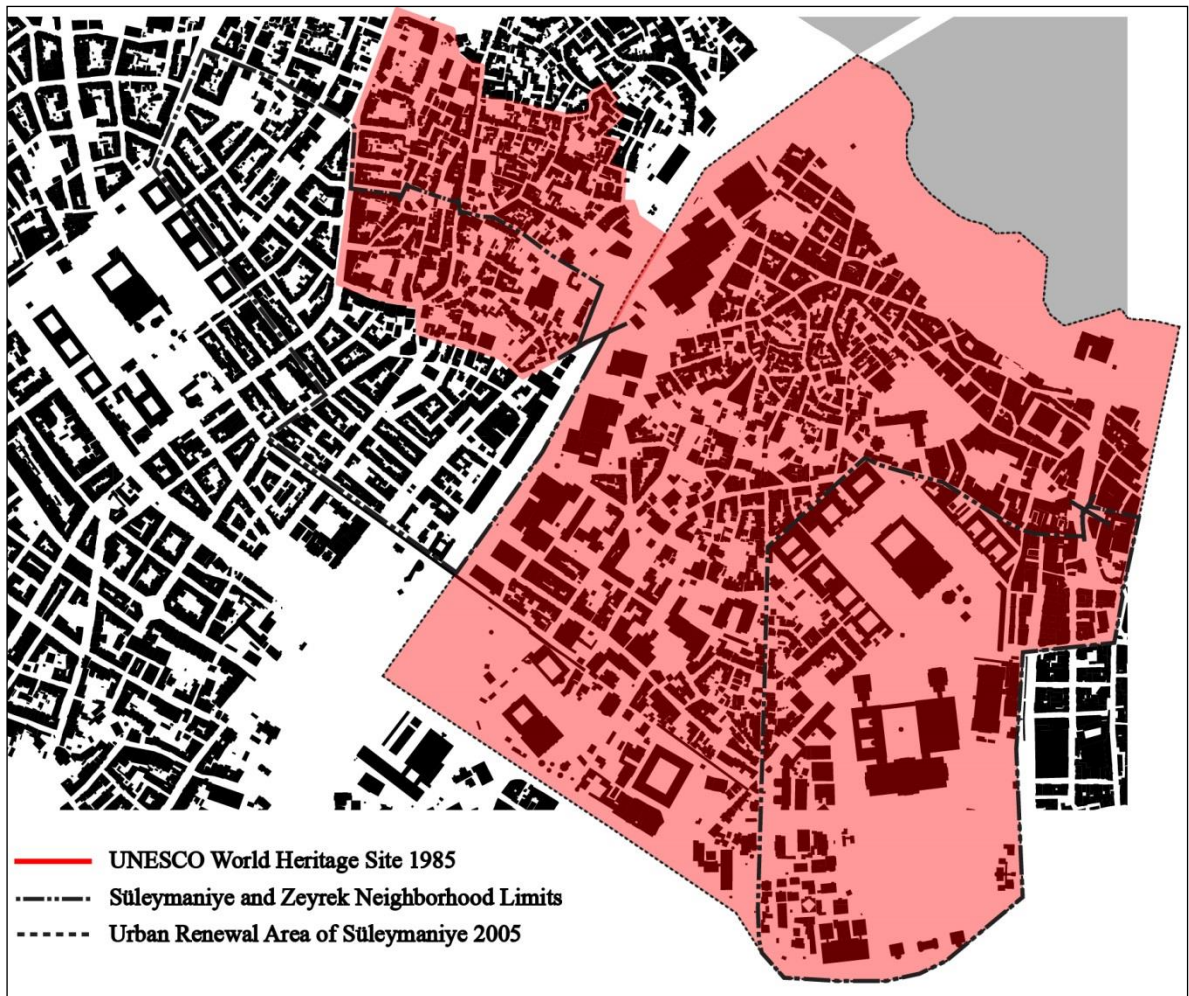 UNESCO World Heritage Site 1985
Süleymaniye and Zeyrek Neighborhood Limits
Urban Renewal Area of Süleymaniye 2005